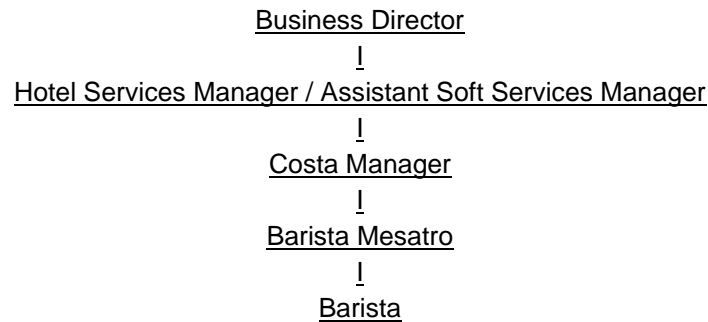 Business Director
I
Hotel Services Manager / Assistant Soft Services Manager
I
Costa Manager
I
Barista Mesatro
I
Barista